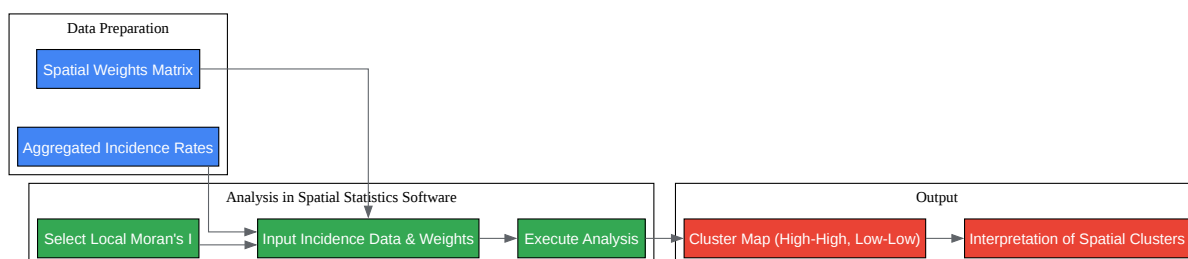 Data Preparation
Spatial Weights Matrix
Aggregated Incidence Rates
Analysis in Spatial Statistics Software
Select Local Moran's I
Input Incidence Data & Weights
Execute Analysis
Output
Cluster Map (High-High, Low-Low)
Interpretation of Spatial Clusters